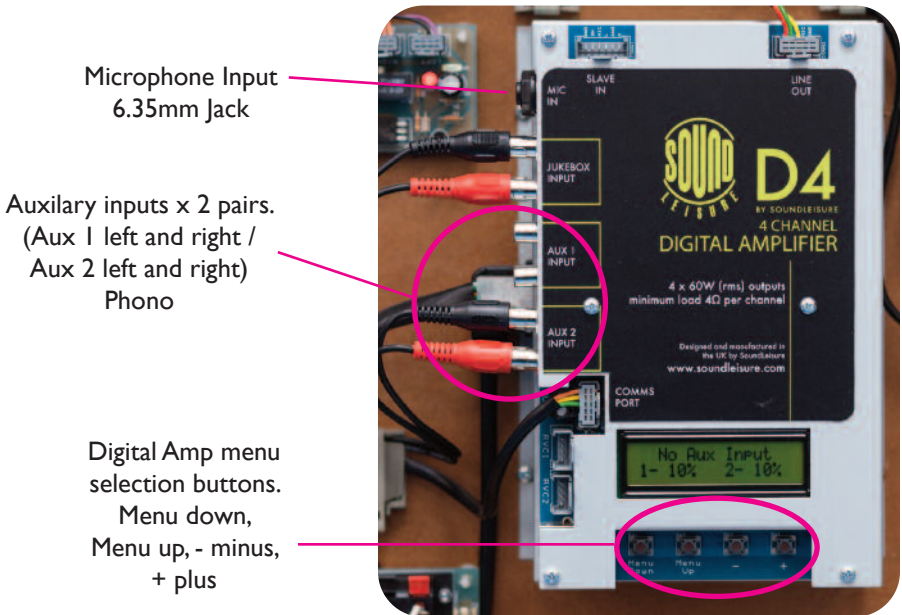 Microphone Input
6.35mm Jack
Auxilary inputs x 2 pairs.
(Aux 1 left and right /
Aux 2 left and right)
Phono
Digital Amp menu
selection buttons.
Menu down,
Menu up, - minus,
+ plus
SLAVE
IN
LINE
OUT
MIC
IN
JUKEBOX
INPUT
AUX 1
INPUT
AUX 2
INPUT
SOUND
LEISURE
D4
BY SOUNDLEISURE
4 CHANNEL
DIGITAL AMPLIFIER
4 x 60W (rms) outputs
minimum load 4Ω per channel
Designed and manufactured in
the UK by SoundLeisure
www.soundleisure.com
COMMS
PORT
RVC1
RVC2
No Aux Input
1- 10% 2- 10%
Menu
Down
Menu
Up
-
+